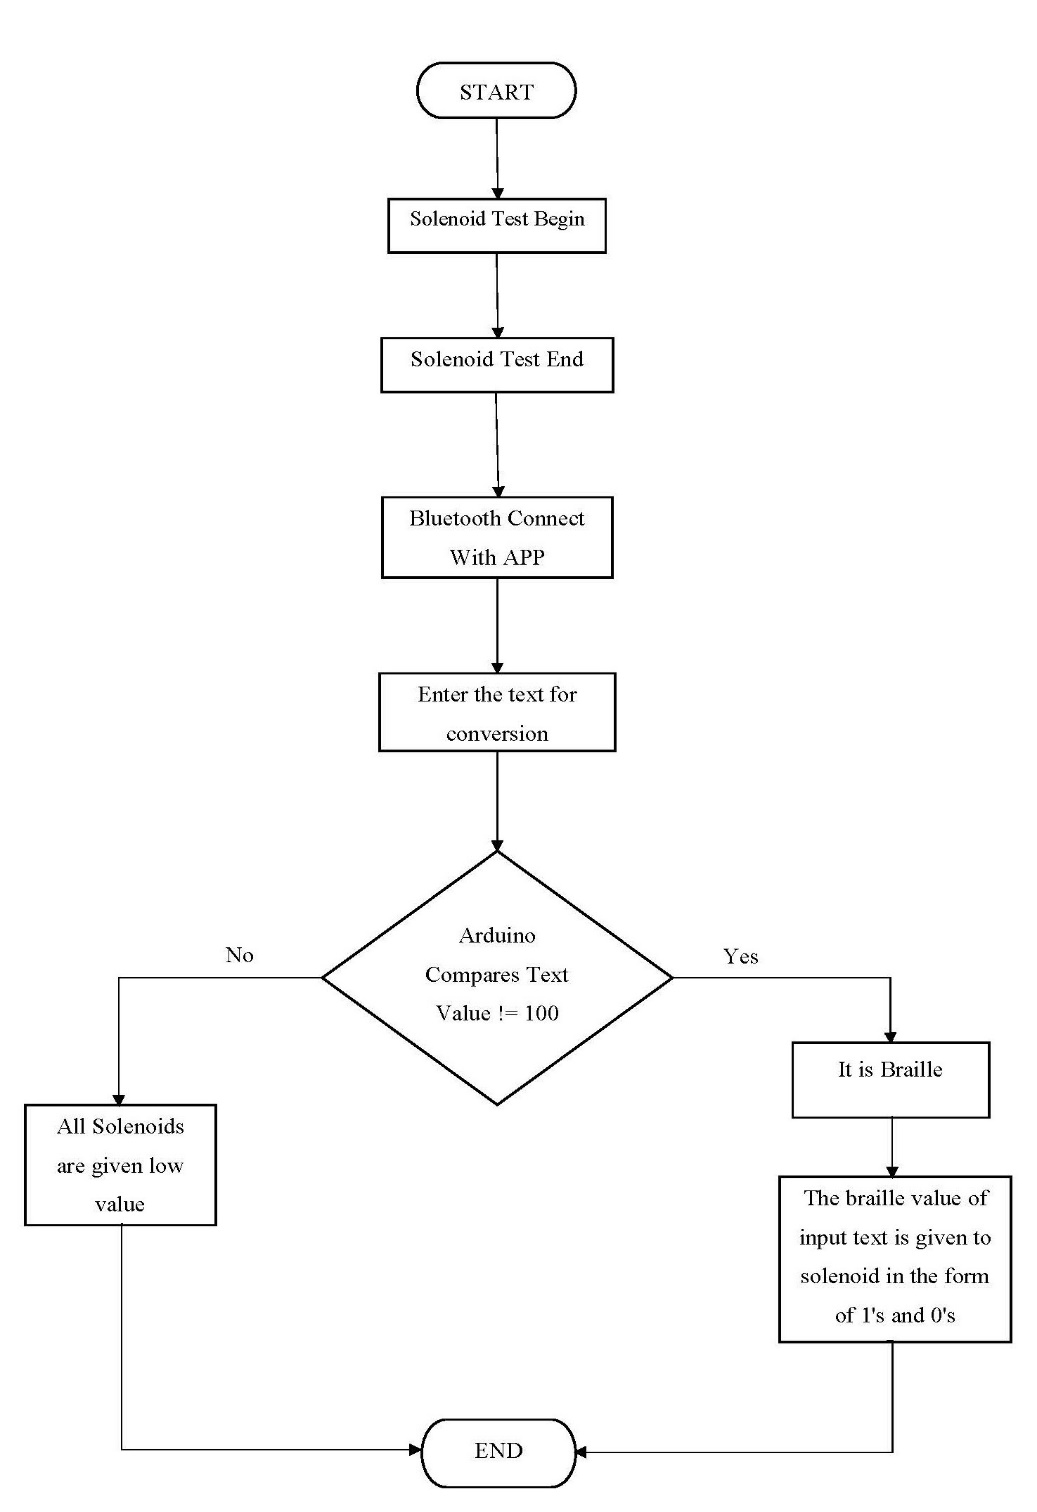 START
Solenoid Test Begin
Solenoid Test End
Bluetooth Connect
With APP
Enter the text for
conversion
Arduino
Compares Text
Value != 100
No
Yes
All Solenoids
are given low
value
It is Braille
The braille value of
input text is given to
solenoid in the form
of 1's and 0's
END